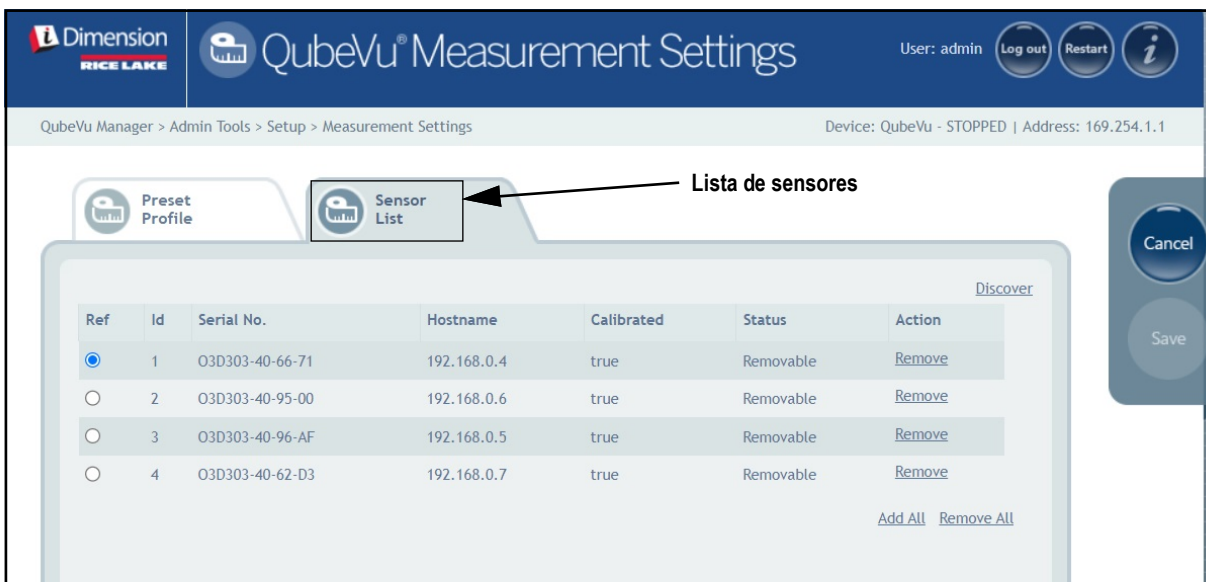 i Dimension
RICE LAKE
QubeVu® Measurement Settings
User: admin
Log out
Restart
i
QubeVu Manager > Admin Tools > Setup > Measurement Settings
Device: QubeVu - STOPPED | Address: 169.254.1.1
Preset
Profile
Sensor
List
Lista de sensores
Cancel
Save
Discover
Ref Id Serial No. Hostname Calibrated Status Action
1 O3D303-40-66-71 192.168.0.4 true Removable Remove
2 O3D303-40-95-00 192.168.0.6 true Removable Remove
3 O3D303-40-96-AF 192.168.0.5 true Removable Remove
4 O3D303-40-62-D3 192.168.0.7 true Removable Remove
Add All Remove All